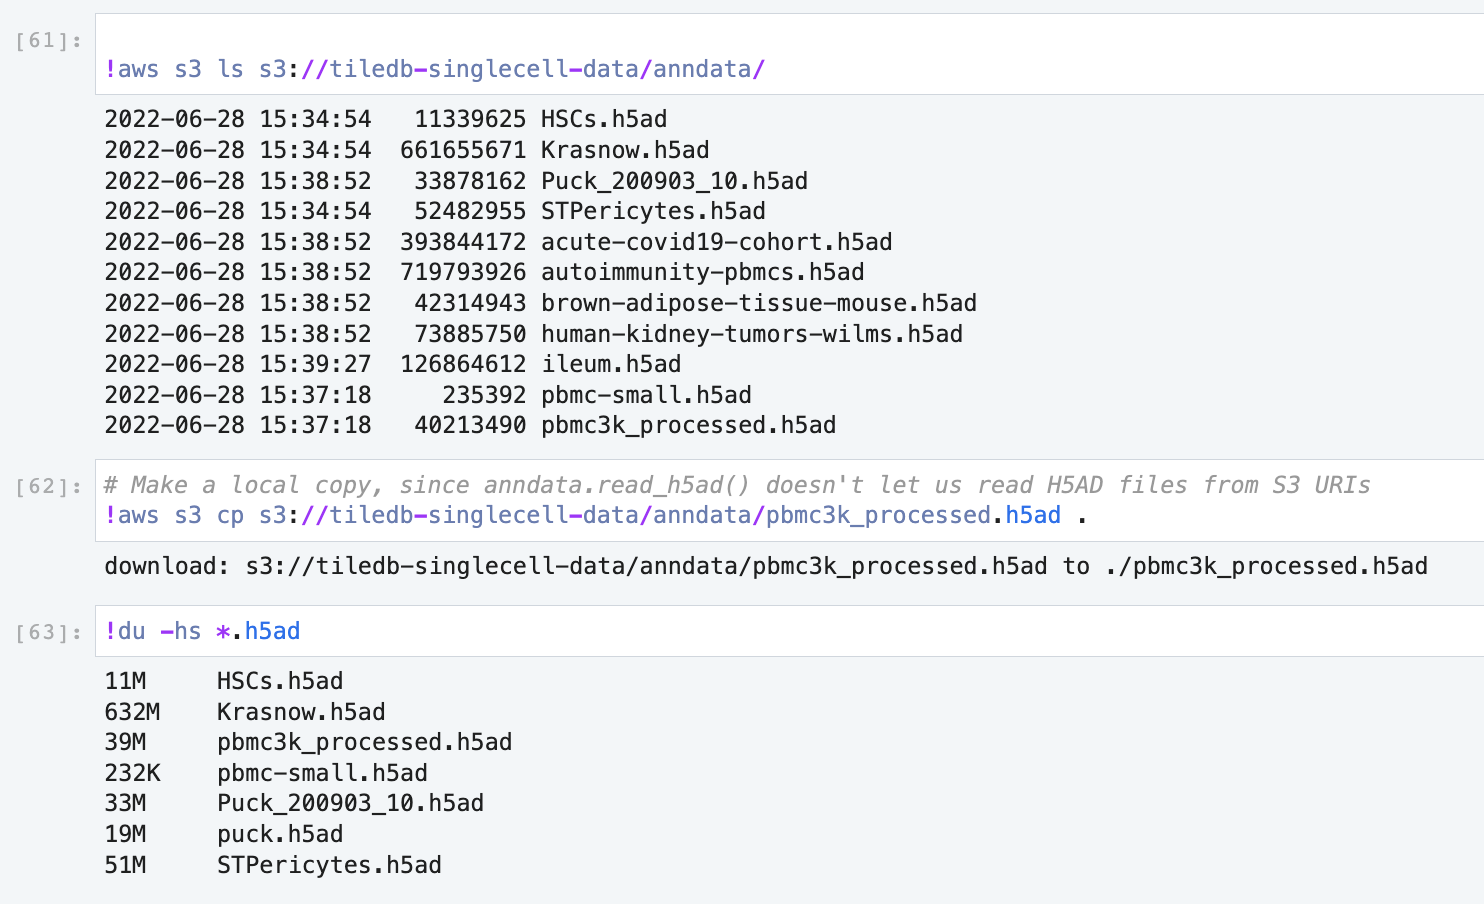 [61]:
!aws s3 ls s3://tiledb-singlecell-data/anndata/
2022-06-28 15:34:54   11339625 HSCs.h5ad
2022-06-28 15:34:54  661655671 Krasnow.h5ad
2022-06-28 15:38:52   33878162 Puck_200903_10.h5ad
2022-06-28 15:34:54   52482955 STPericytes.h5ad
2022-06-28 15:38:52  393844172 acute-covid19-cohort.h5ad
2022-06-28 15:38:52  719793926 autoimmunity-pbmcs.h5ad
2022-06-28 15:38:52   42314943 brown-adipose-tissue-mouse.h5ad
2022-06-28 15:38:52   73885750 human-kidney-tumors-wilms.h5ad
2022-06-28 15:39:27  126864612 ileum.h5ad
2022-06-28 15:37:18     235392 pbmc-small.h5ad
2022-06-28 15:37:18   40213490 pbmc3k_processed.h5ad
[62]: # Make a local copy, since anndata.read_h5ad() doesn't let us read H5AD files from S3 URIs
!aws s3 cp s3://tiledb-singlecell-data/anndata/pbmc3k_processed.h5ad .
download: s3://tiledb-singlecell-data/anndata/pbmc3k_processed.h5ad to ./pbmc3k_processed.h5ad
[63]: !du -hs *.h5ad
11M     HSCs.h5ad
632M    Krasnow.h5ad
39M     pbmc3k_processed.h5ad
232K    pbmc-small.h5ad
33M     Puck_200903_10.h5ad
19M     puck.h5ad
51M     STPericytes.h5ad